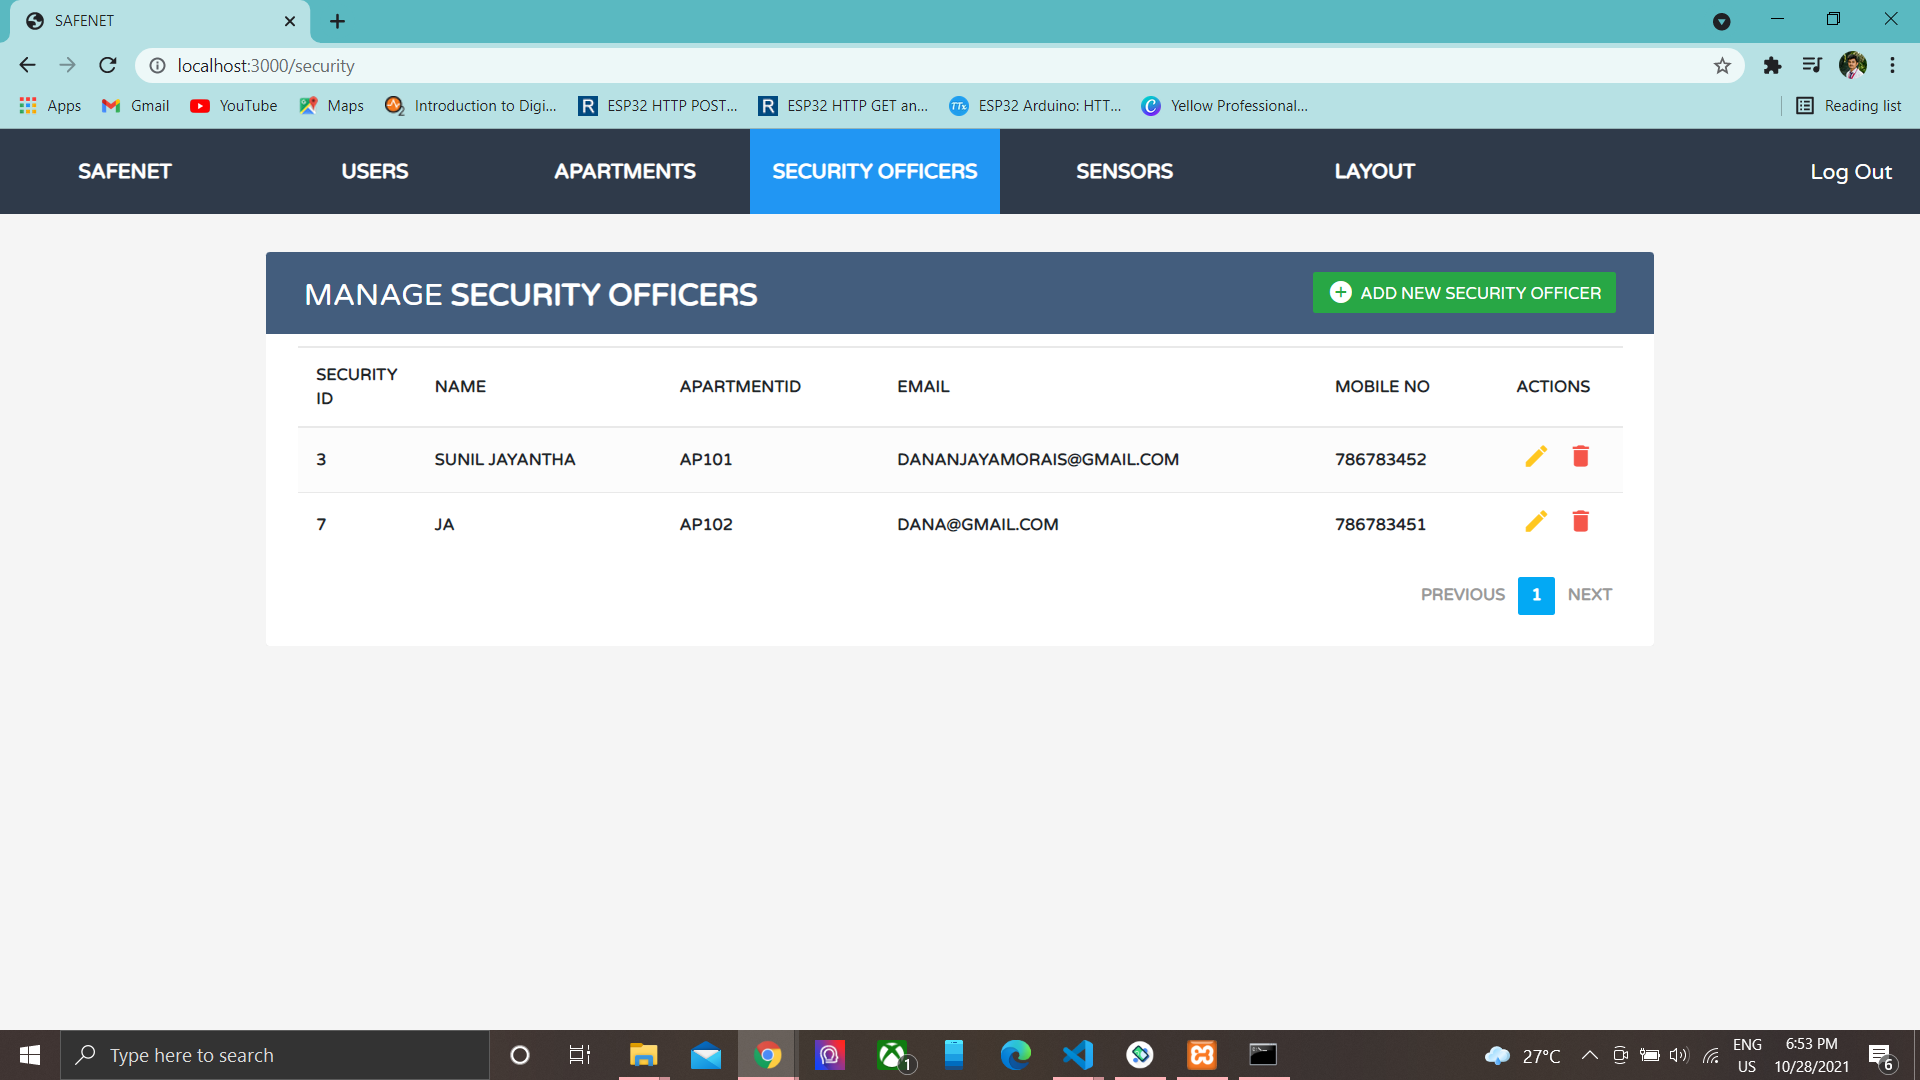 SAFENET
localhost:3000/security
Apps Gmail YouTube Maps Introduction to Digi... ESP32 HTTP POST... ESP32 HTTP GET an... ESP32 Arduino: HTT... Yellow Professional... Reading list
SAFENET USERS APARTMENTS SECURITY OFFICERS SENSORS LAYOUT Log Out
MANAGE SECURITY OFFICERS ADD NEW SECURITY OFFICER
SECURITY ID NAME APARTMENTID EMAIL MOBILE NO ACTIONS
3 SUNIL JAYANTHA AP101 DANANJAYAMORAIS@GMAIL.COM 786783452
7 JA AP102 DANA@GMAIL.COM 786783451
PREVIOUS 1 NEXT
Type here to search 1 27°C ENG US 6:53 PM 10/28/2021 6